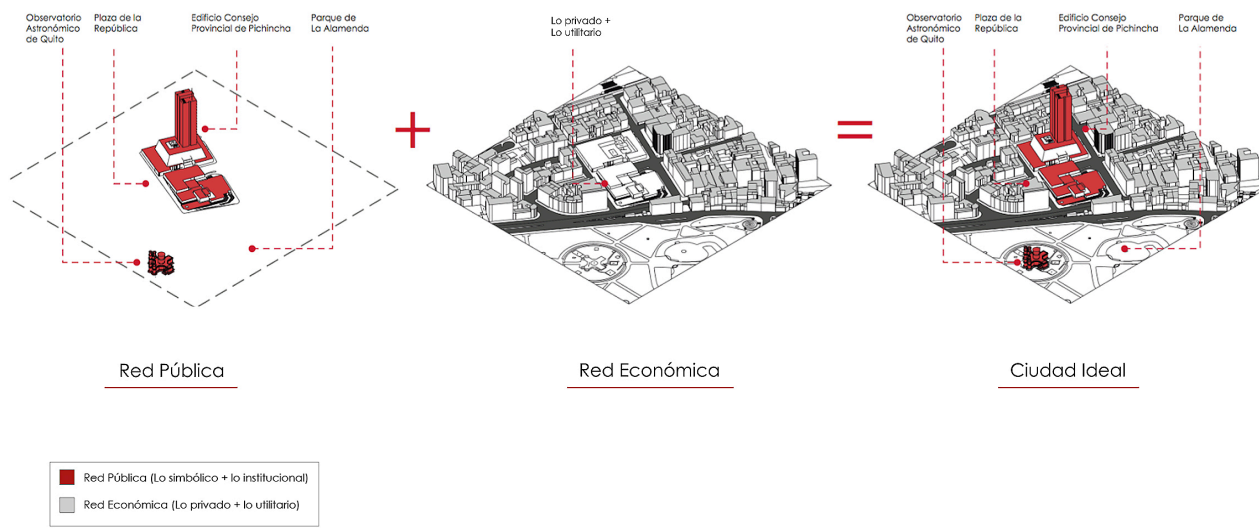 Observatorio
Astronómico
de Quito
Plaza de la
República
Edificio Consejo
Provincial de Pichincha
Parque de
La Alamenda
Lo privado +
Lo utilitario
Observatorio
Astronómico
de Quito
Plaza de la
República
Edificio Consejo
Provincial de Pichincha
Parque de
La Alamenda
+
=
Red Pública
Red Económica
Ciudad Ideal
Red Pública (Lo simbólico + lo institucional)
Red Económica (Lo privado + lo utilitario)